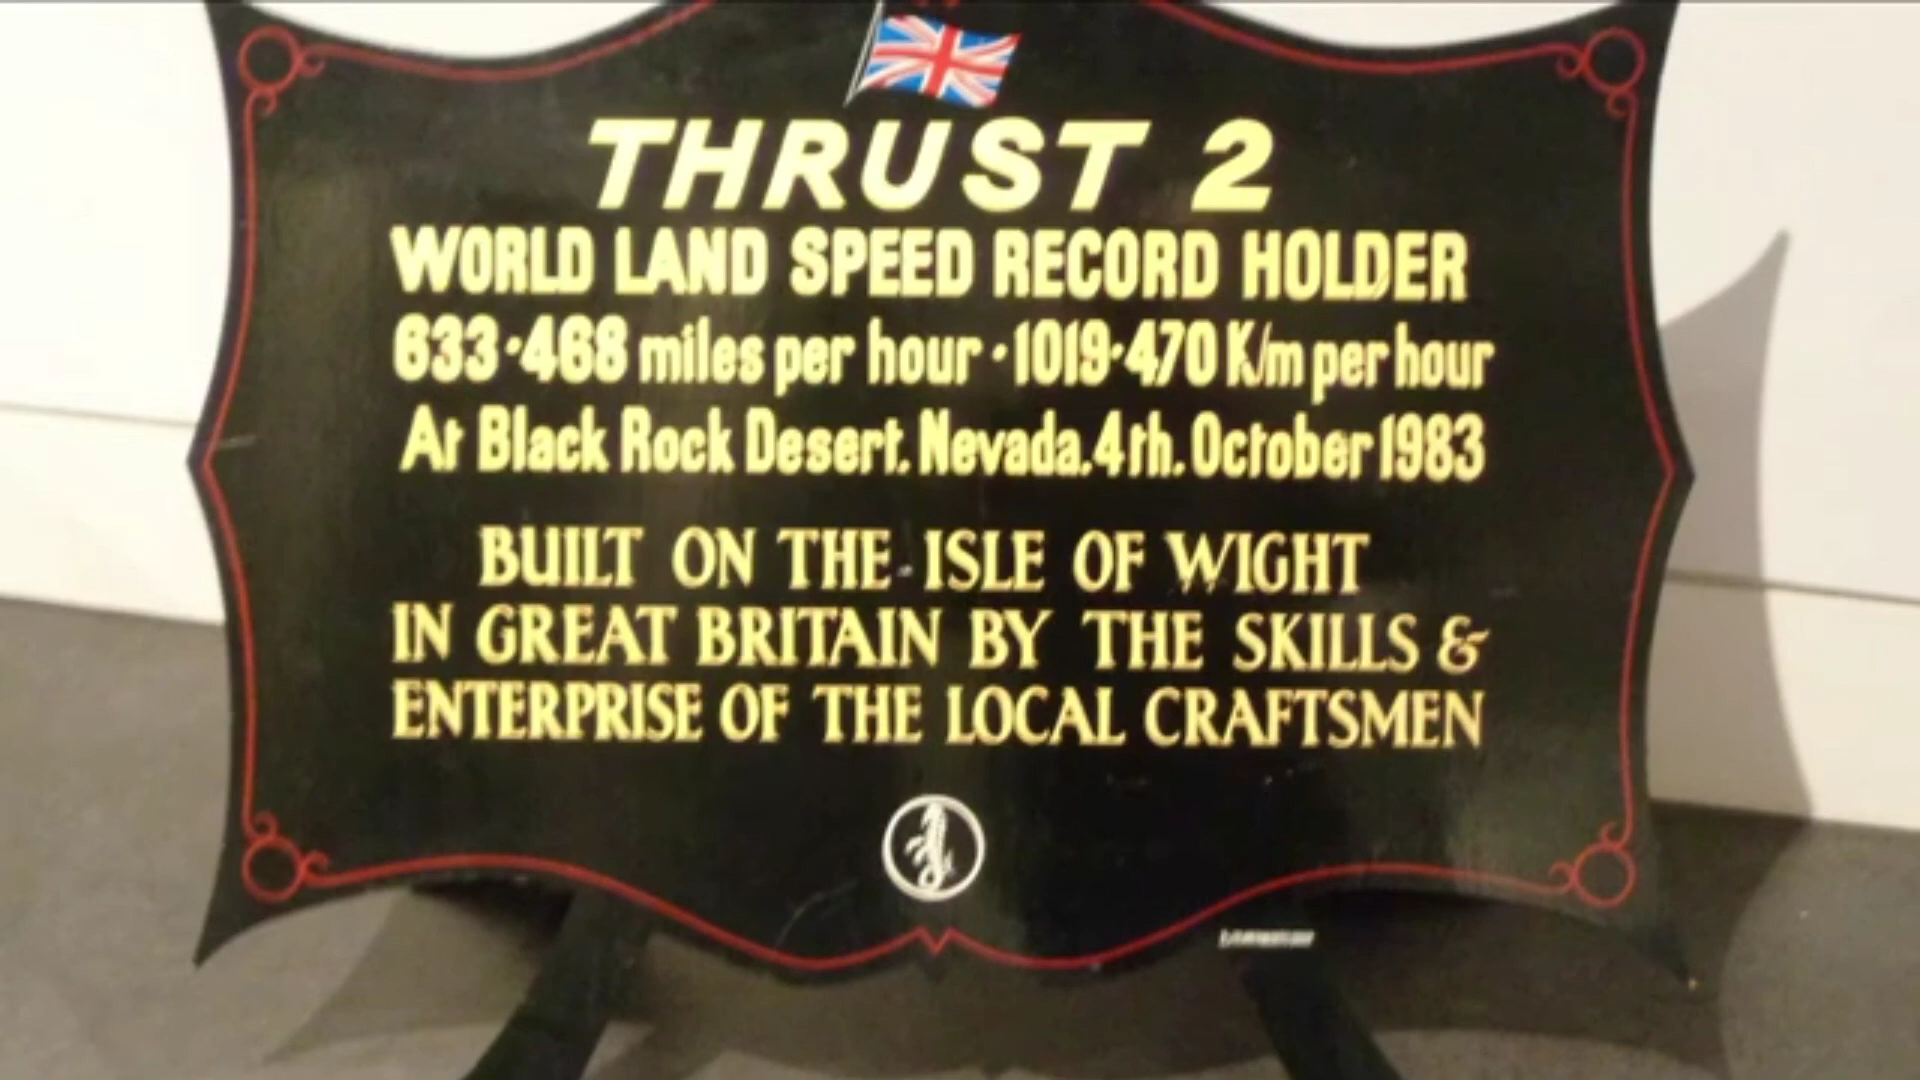 THRUST 2
WORLD LAND SPEED RECORD HOLDER
633·468 miles per hour · 1019·470 K/m per hour
At Black Rock Desert. Nevada. 4th. October 1983
BUILT ON THE ISLE OF WIGHT
IN GREAT BRITAIN BY THE SKILLS &
ENTERPRISE OF THE LOCAL CRAFTSMEN